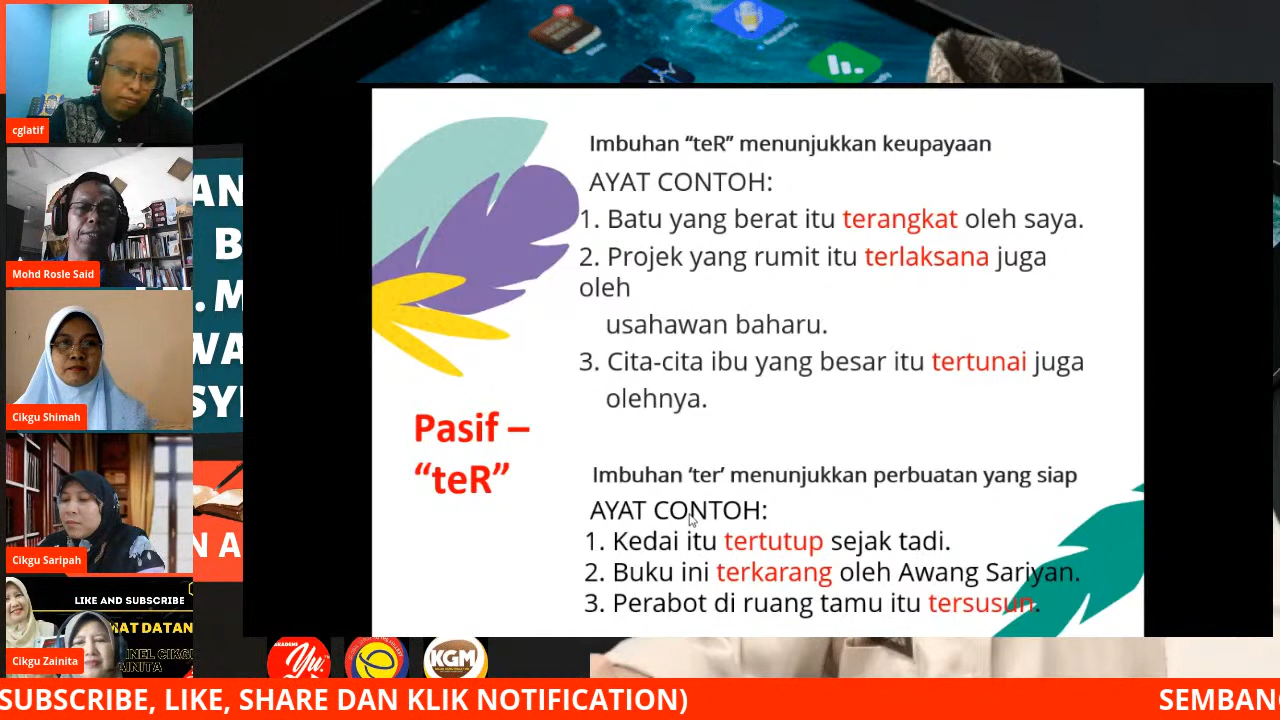 cglatif
Mohd Rosle Said
Cikgu Shimah
Cikgu Saripah
LIKE AND SUBSCRIBE
Cikgu Zainita
Imbuhan “teR” menunjukkan keupayaan
AYAT CONTOH:
1. Batu yang berat itu terangkat oleh saya.
2. Projek yang rumit itu terlaksana juga
oleh
usahawan baharu.
3. Cita-cita ibu yang besar itu tertunai juga
olehnya.
Pasif –
“teR”
Imbuhan ‘ter’ menunjukkan perbuatan yang siap
AYAT CONTOH:
1. Kedai itu tertutup sejak tadi.
2. Buku ini terkarang oleh Awang Sariyan.
3. Perabot di ruang tamu itu tersusun.
KGM
SUBSCRIBE, LIKE, SHARE DAN KLIK NOTIFICATION)
SEMBANG